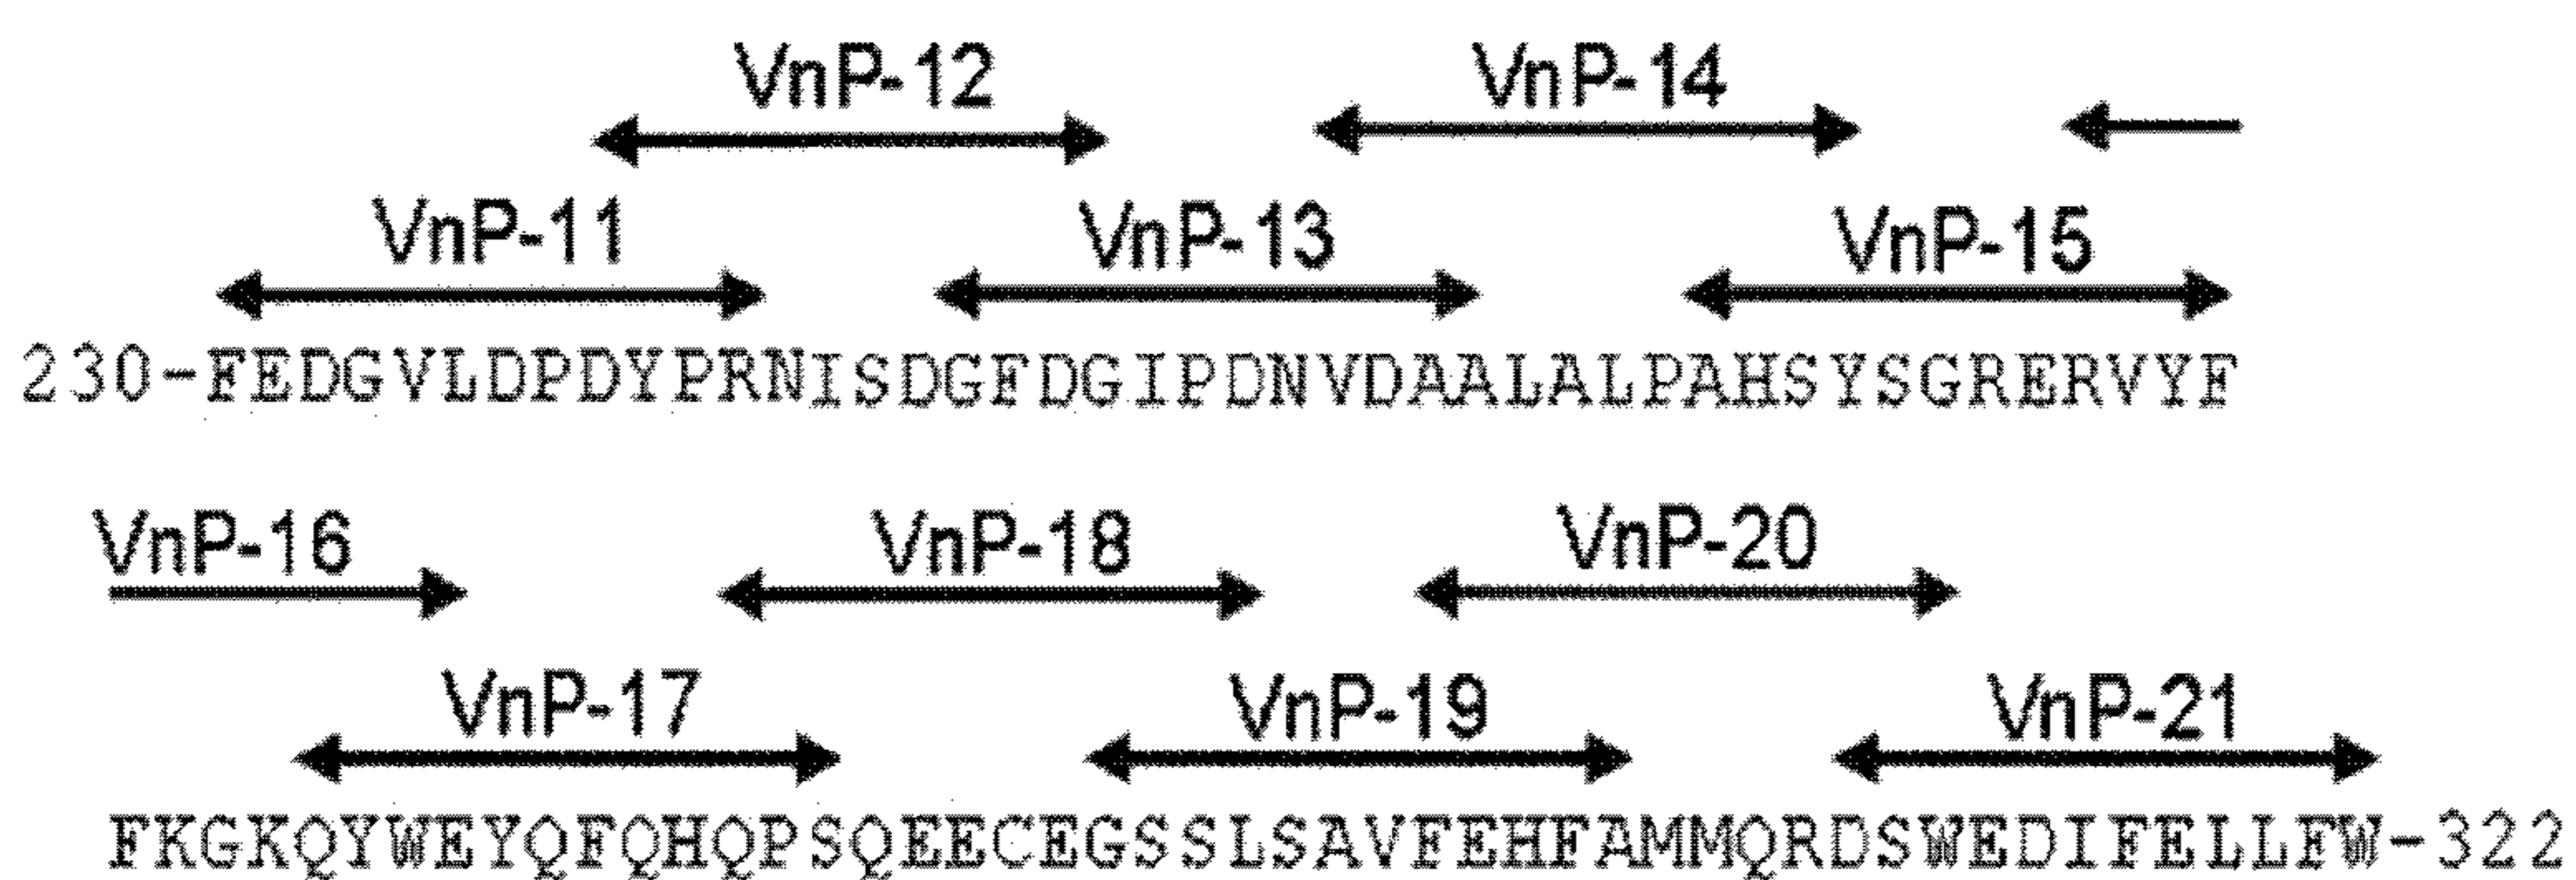 VnP-12 VnP-14
VnP-11 VnP-13 VnP-15
230-FEDGVLDPDYPRNISDGFDGIPDNVDAALALPAHSYSGRERVYF
VnP-16 VnP-18 VnP-20
VnP-17 VnP-19 VnP-21
FKGKQYWEYQFQHQPSQEECEGSSLSAVFEHFAMMQRDSWEDIFELLFW-322